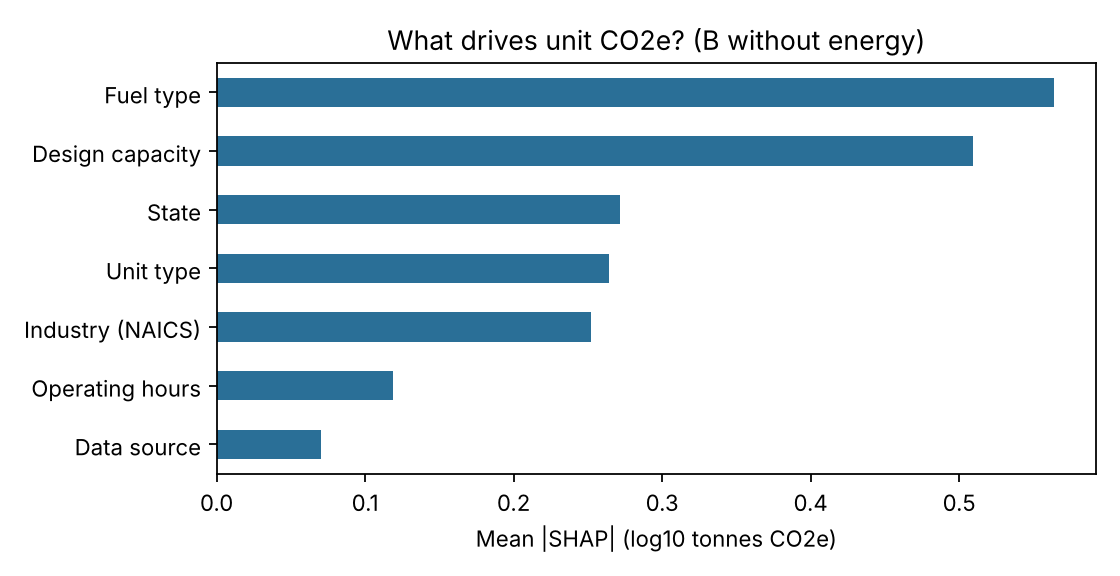 What drives unit CO2e? (B without energy)
Fuel type
Design capacity
State
Unit type
Industry (NAICS)
Operating hours
Data source
0.0 0.1 0.2 0.3 0.4 0.5
Mean |SHAP| (log10 tonnes CO2e)